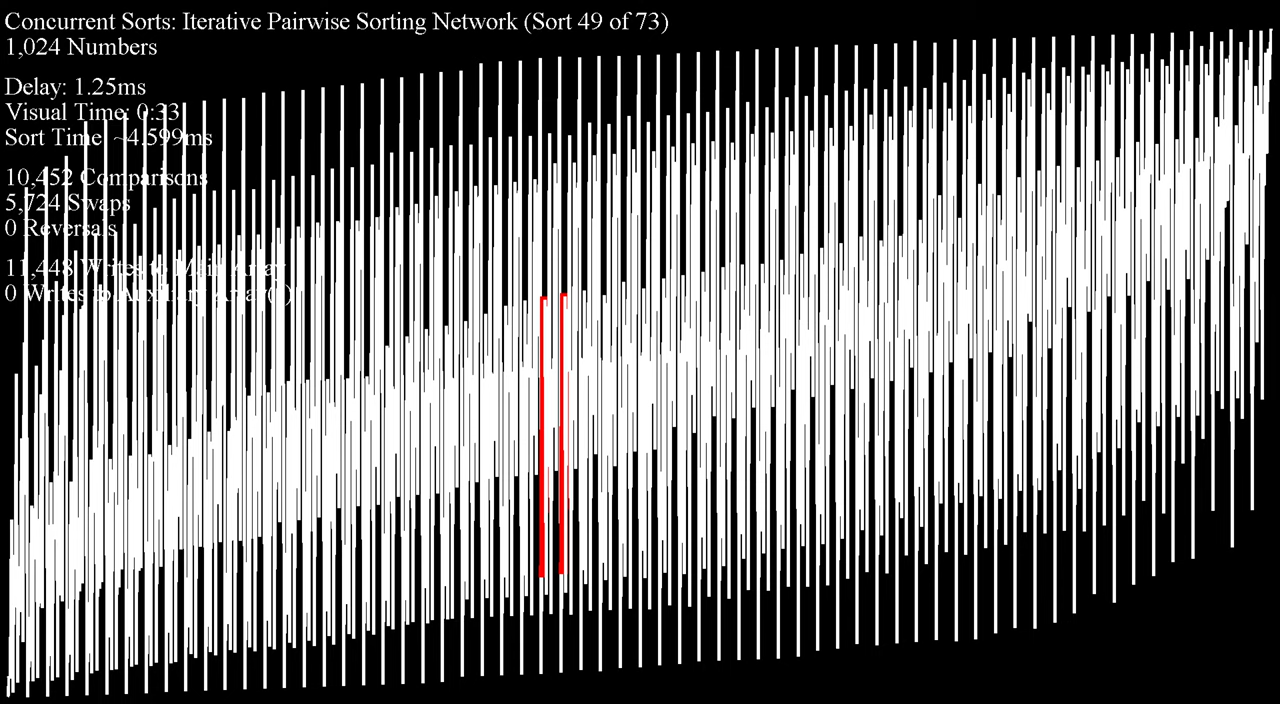 Concurrent Sorts: Iterative Pairwise Sorting Network (Sort 49 of 73)
1,024 Numbers
Delay: 1.25ms
Visual Time: 0:33
Sort Time: ~4.599ms
10,452 Comparisons
5,724 Swaps
0 Reversals
11,448 Writes to Main Array
0 Writes to Auxiliary Array(s)